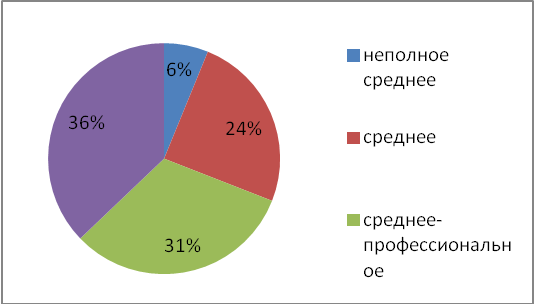 6%
24%
31%
36%
неполное
среднее
среднее
среднее-
профессиональн
ое